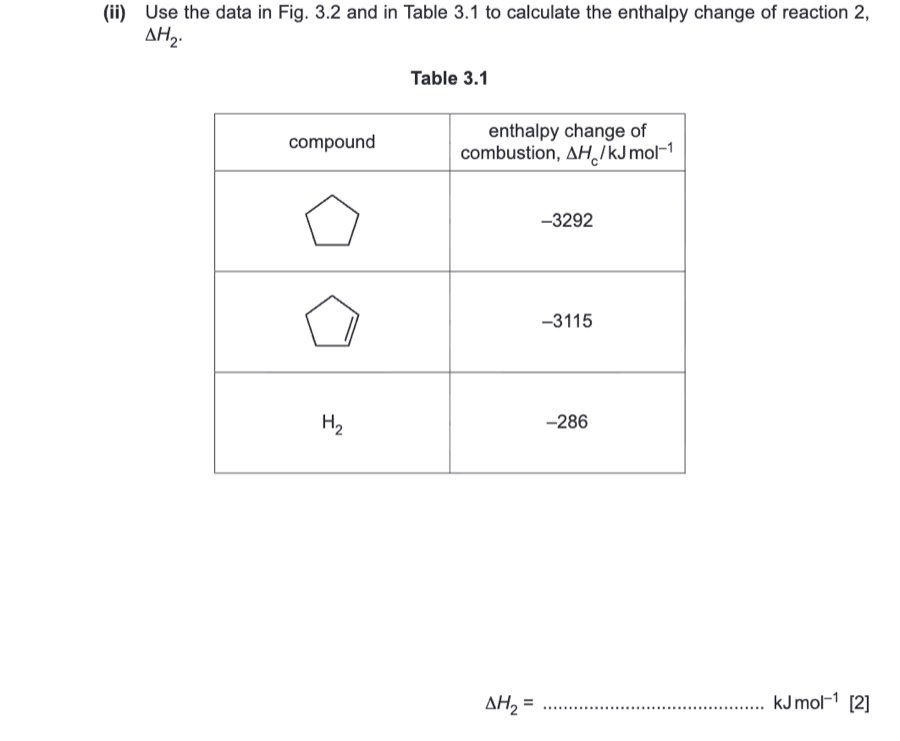 (ii) Use the data in Fig. 3.2 and in Table 3.1 to calculate the enthalpy change of reaction 2,
ΔH₂.
Table 3.1
compound
enthalpy change of
combustion, ΔH꜀/kJ mol⁻¹
–3292
–3115
H₂
–286
ΔH₂ = ............................................. kJ mol⁻¹ [2]